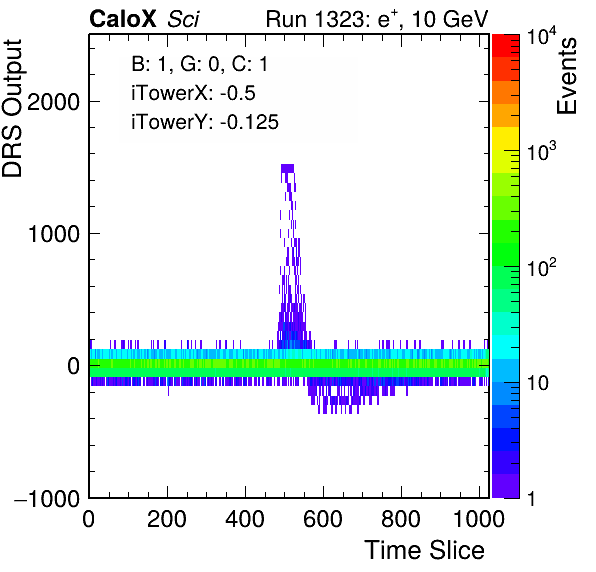 CaloX Sci Run 1323: e⁺, 10 GeV
B: 1, G: 0, C: 1
iTowerX: -0.5
iTowerY: -0.125
DRS Output
2000
1000
0
−1000
0 200 400 600 800 1000
Time Slice
Events
10⁴
10³
10²
10
1